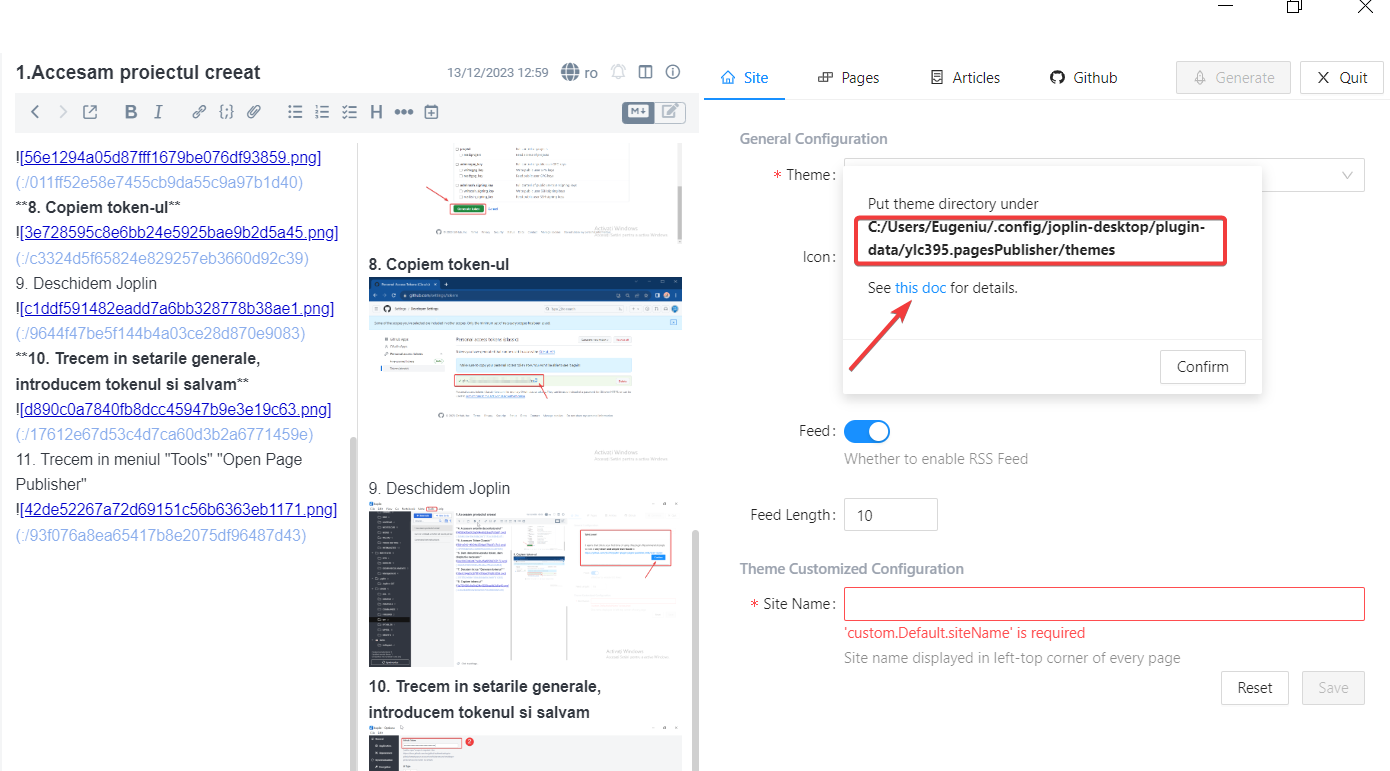 1.Accesam proiectul creeat
13/12/2023 12:59
ro
B I H
M
![56e1294a05d87fff1679be076df93859.png]
(:/011ff52e58e7455cb9da55c9a97b1d40)
**8. Copiem token-ul**
![3e728595c8e6bb24e5925bae9b2d5a45.png]
(:/c3324d5f65824e829257eb3660d92c39)
9. Deschidem Joplin
![c1ddf591482eadd7a6bb328778b38ae1.png]
(:/9644f47be5f144b4a03ce28d870e9083)
**10. Trecem in setarile generale,
introducem tokenul si salvam**
![d890c0a7840fb8dcc45947b9e3e19c63.png]
(:/17612e67d53c4d7ca60d3b2a6771459e)
11. Trecem in meniul "Tools" "Open Page
Publisher"
![42de52267a72d69151c56b6363eb1171.png]
(:/93f076a8ea65417b8e2075df96487d43)
8. Copiem token-ul
9. Deschidem Joplin
10. Trecem in setarile generale,
introducem tokenul si salvam
2
Site
Pages
Articles
Github
Generate
Quit
General Configuration
* Theme :
Put theme directory under
C:/Users/Eugeniu/.config/joplin-desktop/plugin-
data/ylc395.pagesPublisher/themes
Icon :
See this doc for details.
Confirm
Feed :
Whether to enable RSS Feed
Feed Length : 10
Theme Customized Configuration
* Site Name :
'custom.Default.siteName' is required
Site name displayed in left-top corner of every page
Reset
Save